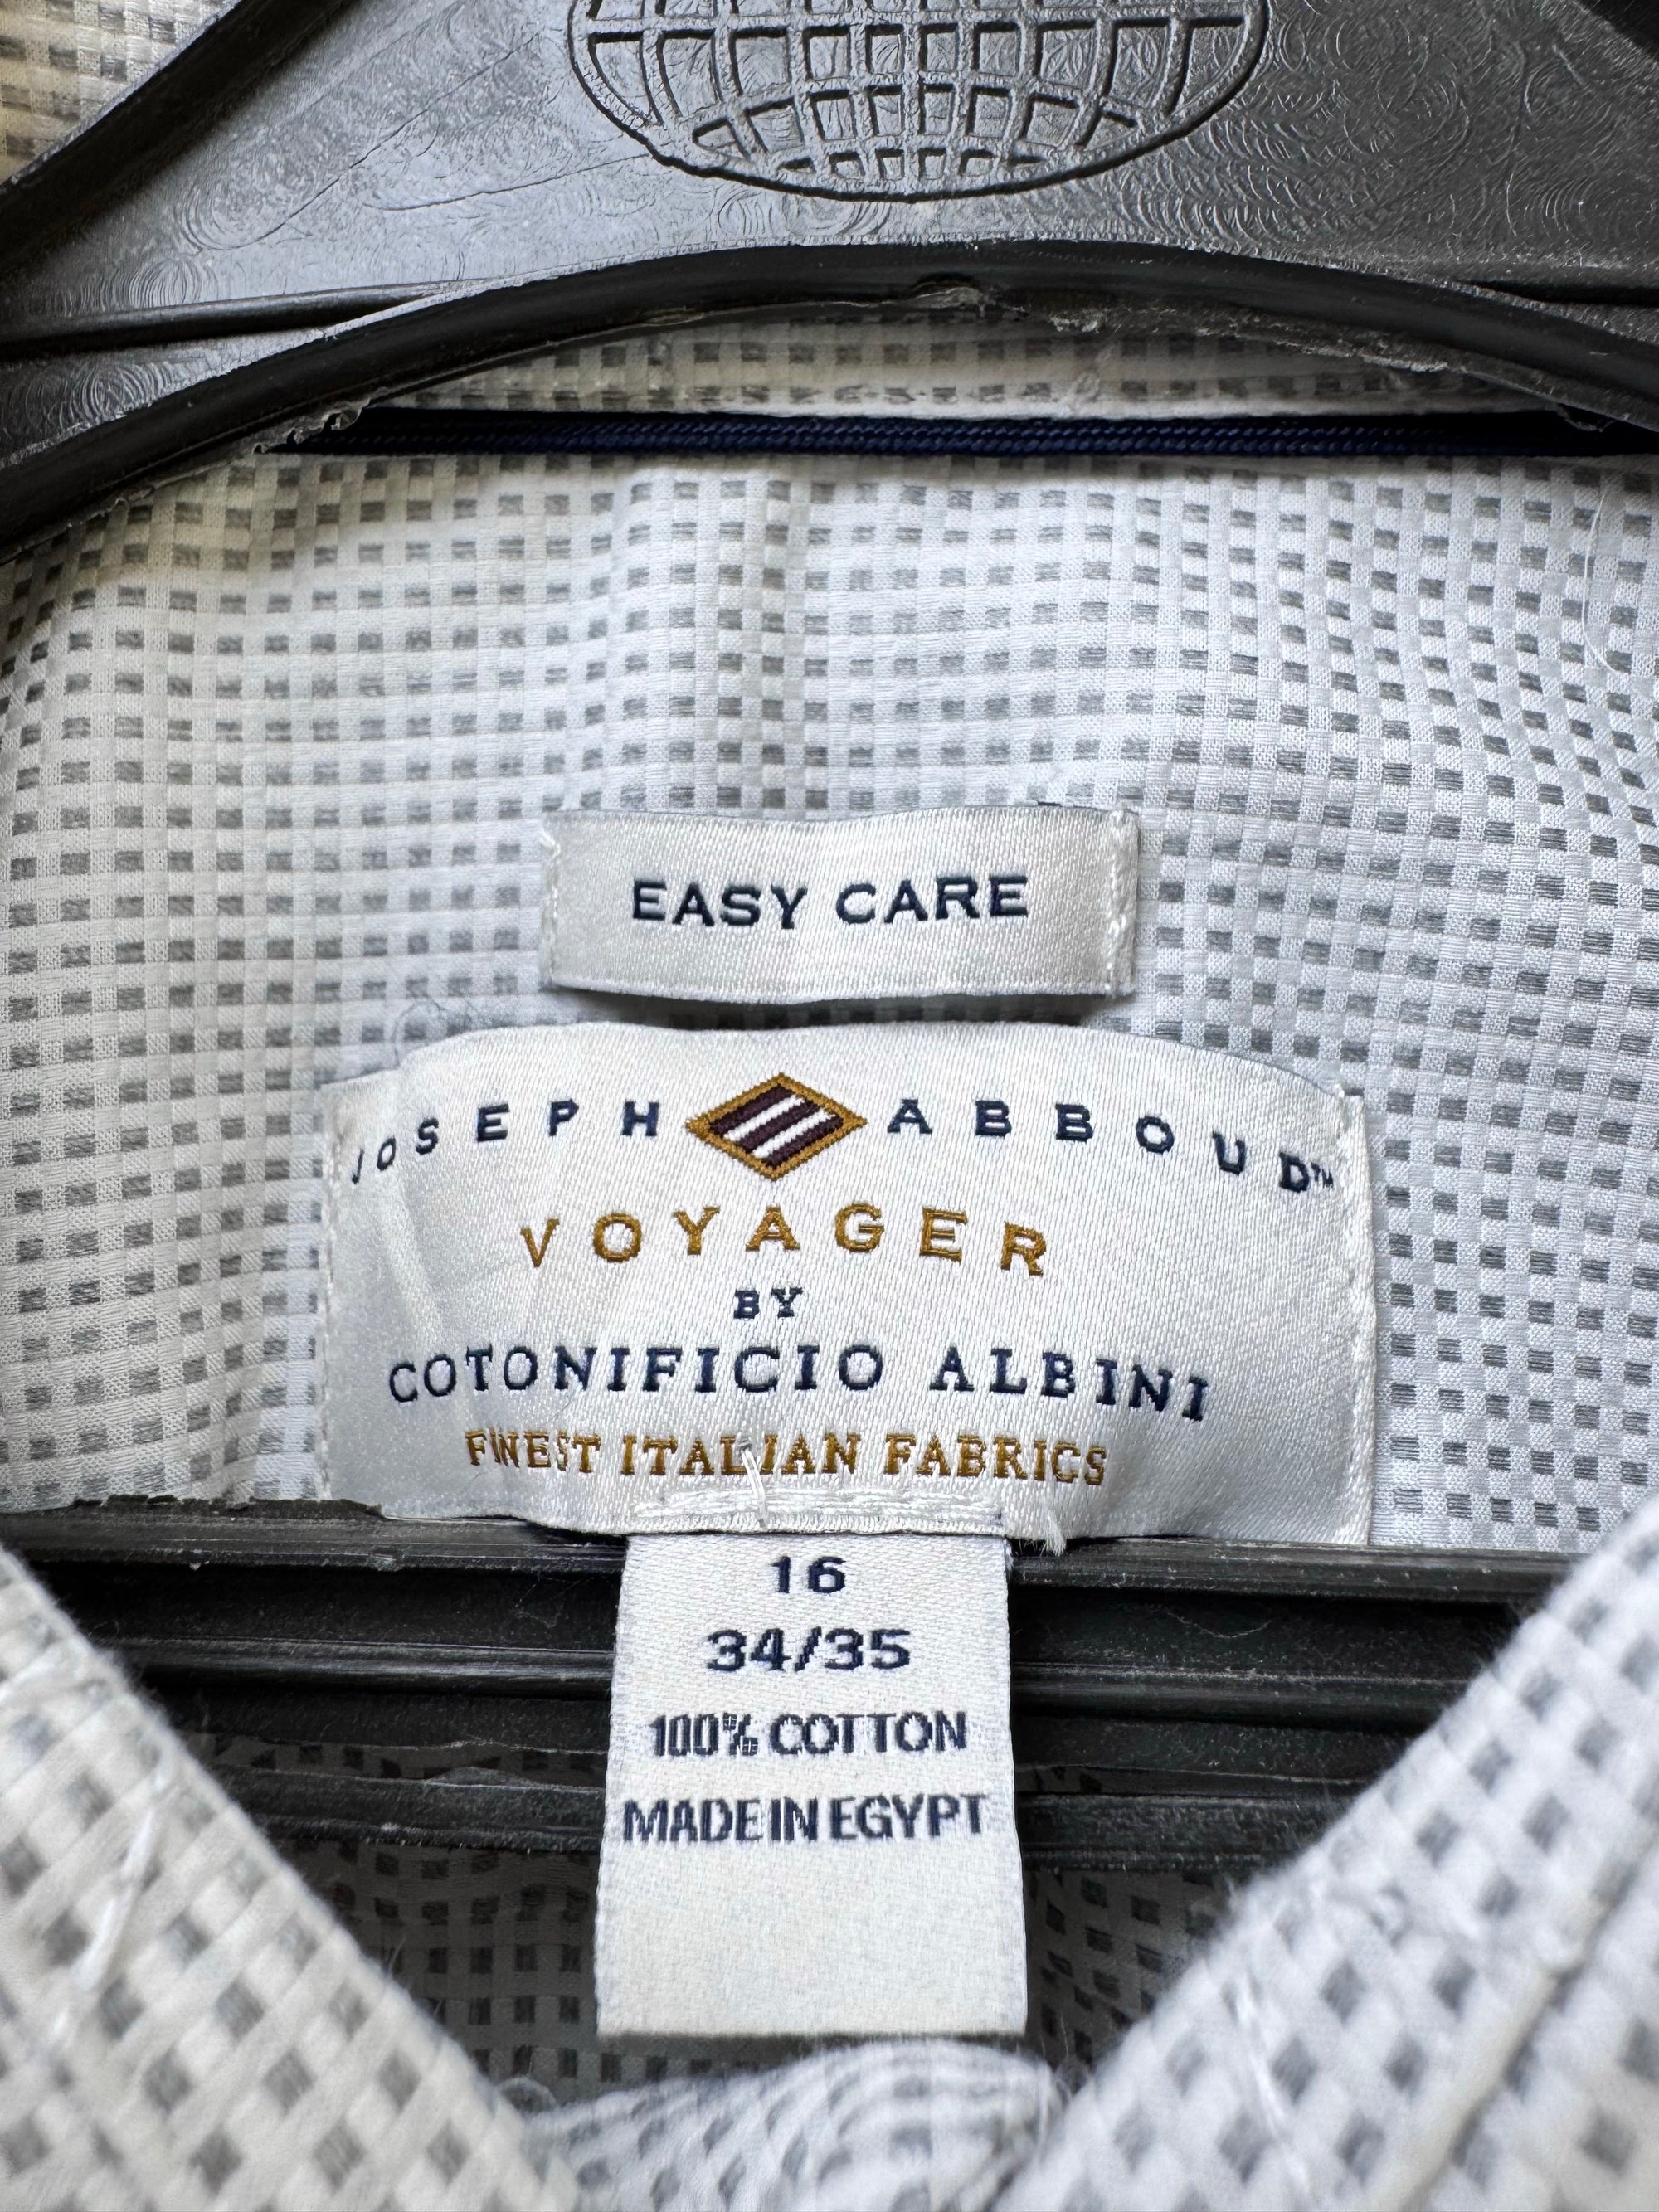 EASY CARE
JOSEPH ABBOUD™
VOYAGER
BY
COTONIFICIO ALBINI
FINEST ITALIAN FABRICS
16
34/35
100% COTTON
MADE IN EGYPT